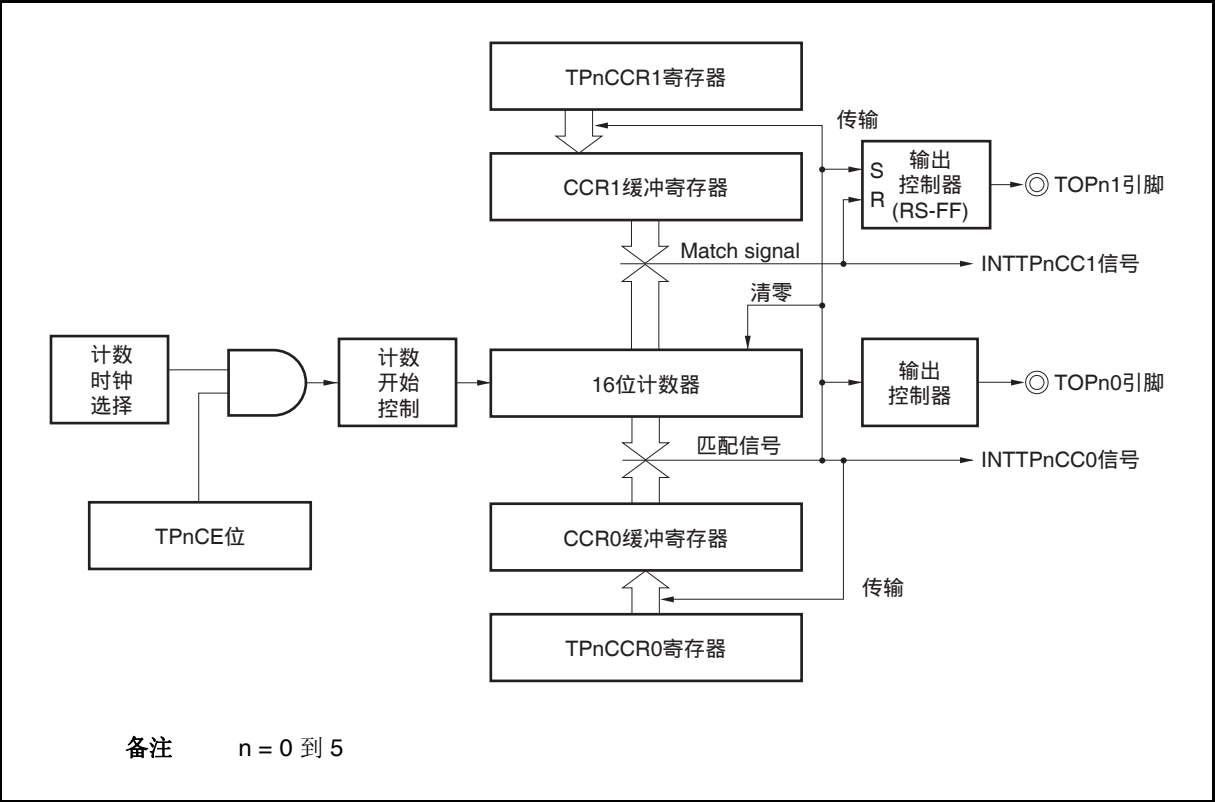 TPnCCR1寄存器
传输
CCR1缓冲寄存器
S
R
输出
控制器
(RS-FF)
TOPn1引脚
Match signal
INTTPnCC1信号
清零
计数
时钟
选择
计数
开始
控制
16位计数器
输出
控制器
TOPn0引脚
匹配信号
INTTPnCC0信号
TPnCE位
CCR0缓冲寄存器
传输
TPnCCR0寄存器
备注 n = 0 到 5